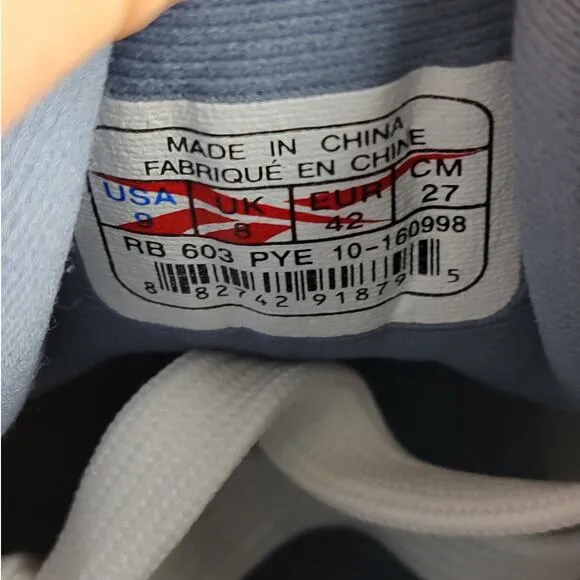 MADE IN CHINA
FABRIQUÉ EN CHINE
USA UK EUR CM
9 8 42 27
RB 603 PYE 10-160998
8 82742 91879 5